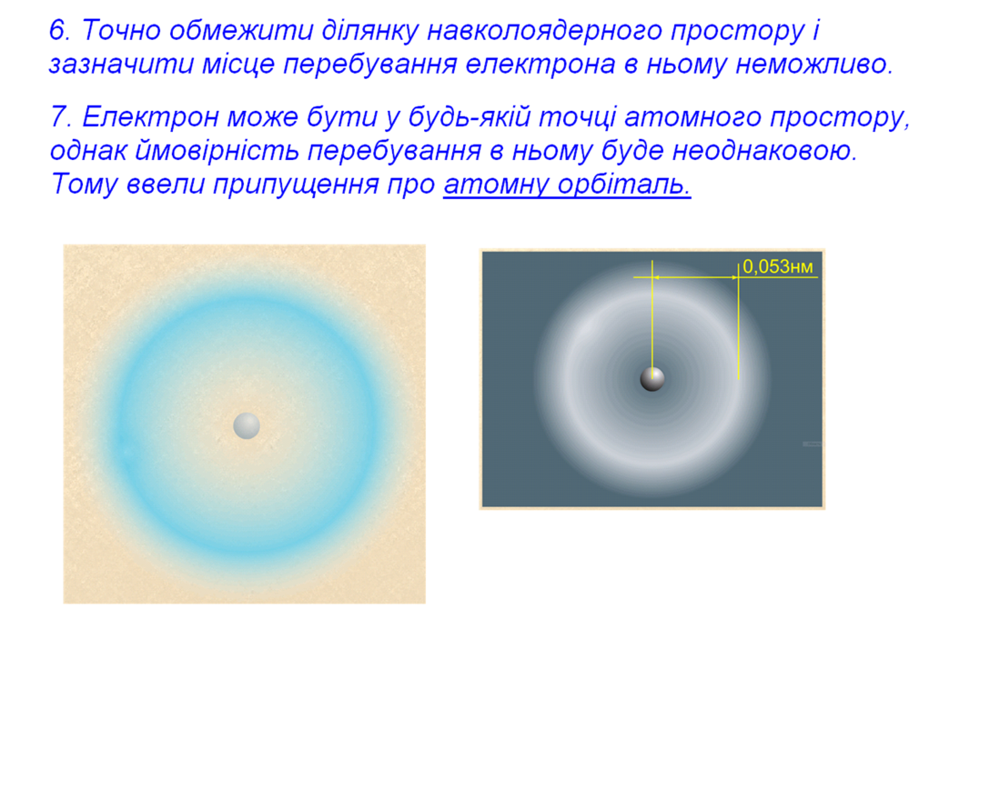 6. Точно обмежити ділянку навколоядерного простору і
зазначити місце перебування електрона в ньому неможливо.
7. Електрон може бути у будь-якій точці атомного простору,
однак ймовірність перебування в ньому буде неоднаковою.
Тому ввели припущення про атомну орбіталь.
0,053нм